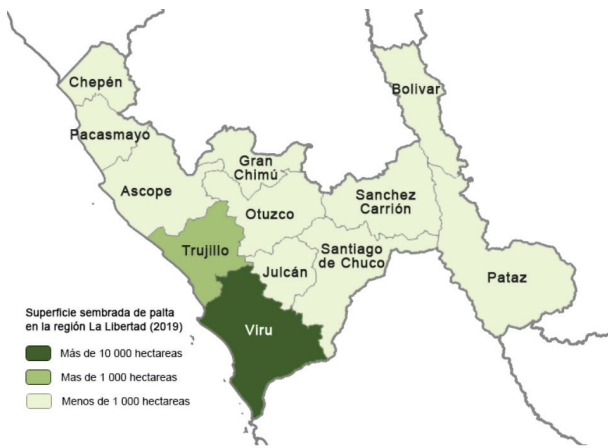 Chepén
Bolivar
Pacasmayo
Gran
Chimú
Ascope
Sanchez
Carrión
Otuzco
Trujillo
Santiago
de Chuco
Julcán
Pataz
Superficie sembrada de palta
en la región La Libertad (2019)
Viru
Más de 10 000 hectareas
Mas de 1 000 hectareas
Menos de 1 000 hectareas